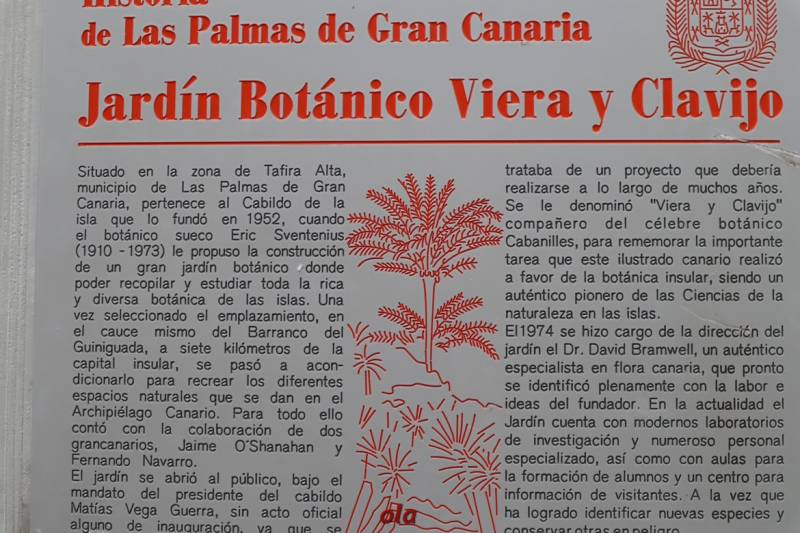 Historia
de Las Palmas de Gran Canaria
Jardín Botánico Viera y Clavijo
Situado en la zona de Tafira Alta,
municipio de Las Palmas de Gran
Canaria, pertenece al Cabildo de la
isla que lo fundó en 1952, cuando
el botánico sueco Eric Sventenius
(1910 -1973) le propuso la construcción
de un gran jardín botánico donde
poder recopilar y estudiar toda la rica
y diversa botánica de las islas. Una
vez seleccionado el emplazamiento, en
el cauce mismo del Barranco del
Guiniguada, a siete kilómetros de la
capital insular, se pasó a acon-
dicionarlo para recrear los diferentes
espacios naturales que se dan en el
Archipiélago Canario. Para todo ello
contó con la colaboración de dos
grancanarios, Jaime O'Shanahan y
Fernando Navarro.
El jardín se abrió al público, bajo el
mandato del presidente del cabildo
Matías Vega Guerra, sin acto oficial
alguno de inauguración, ya que se
trataba de un proyecto que debería
realizarse a lo largo de muchos años.
Se le denominó "Viera y Clavijo"
compañero del célebre botánico
Cabanilles, para rememorar la importante
tarea que este ilustrado canario realizó
a favor de la botánica insular, siendo un
auténtico pionero de las Ciencias de la
naturaleza en las islas.
El 1974 se hizo cargo de la dirección del
jardín el Dr. David Bramwell, un auténtico
especialista en flora canaria, que pronto
se identificó plenamente con la labor e
ideas del fundador. En la actualidad el
Jardín cuenta con modernos laboratorios
de investigación y numeroso personal
especializado, así como con aulas para
la formación de alumnos y un centro para
información de visitantes. A la vez que
ha logrado identificar nuevas especies y
conservar otras en peligro
ola